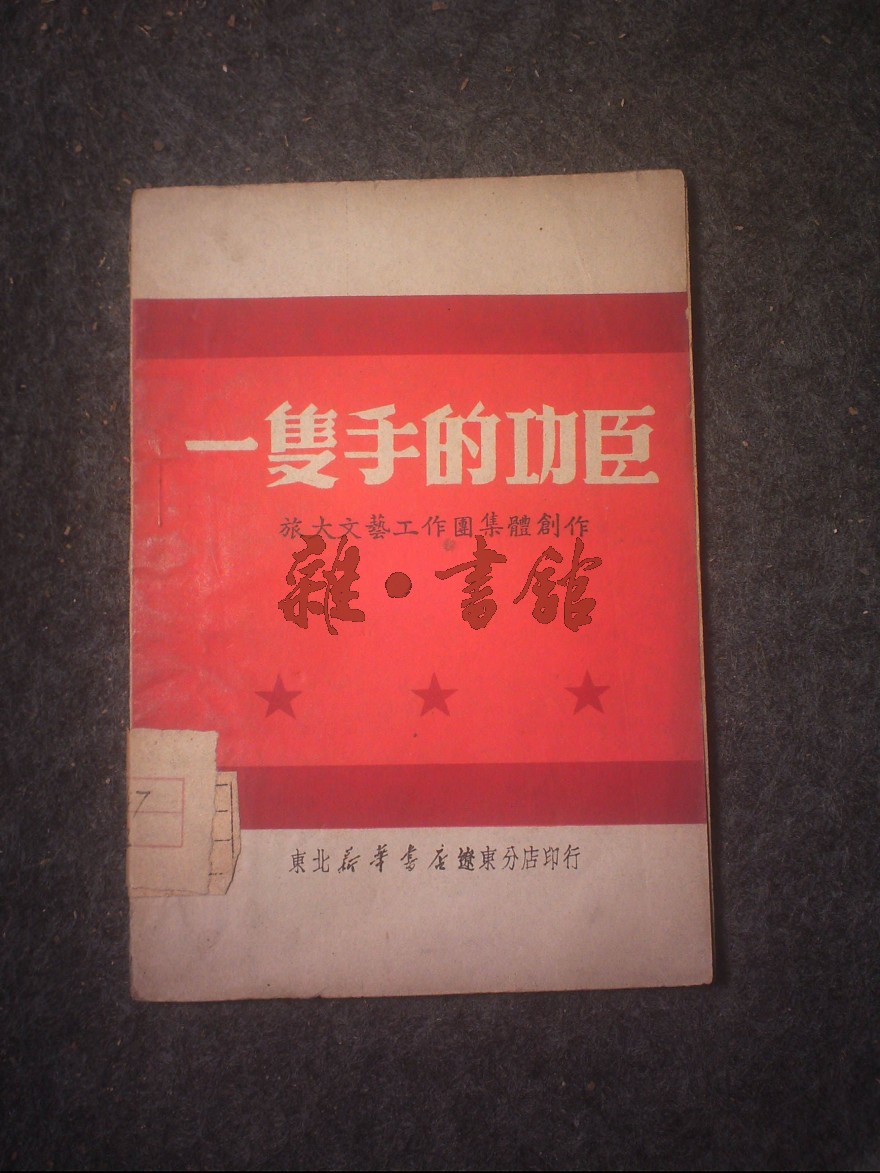 一隻手的功臣
旅大文藝工作團集體創作
雜·書館
7
東北新華書店遼東分店印行